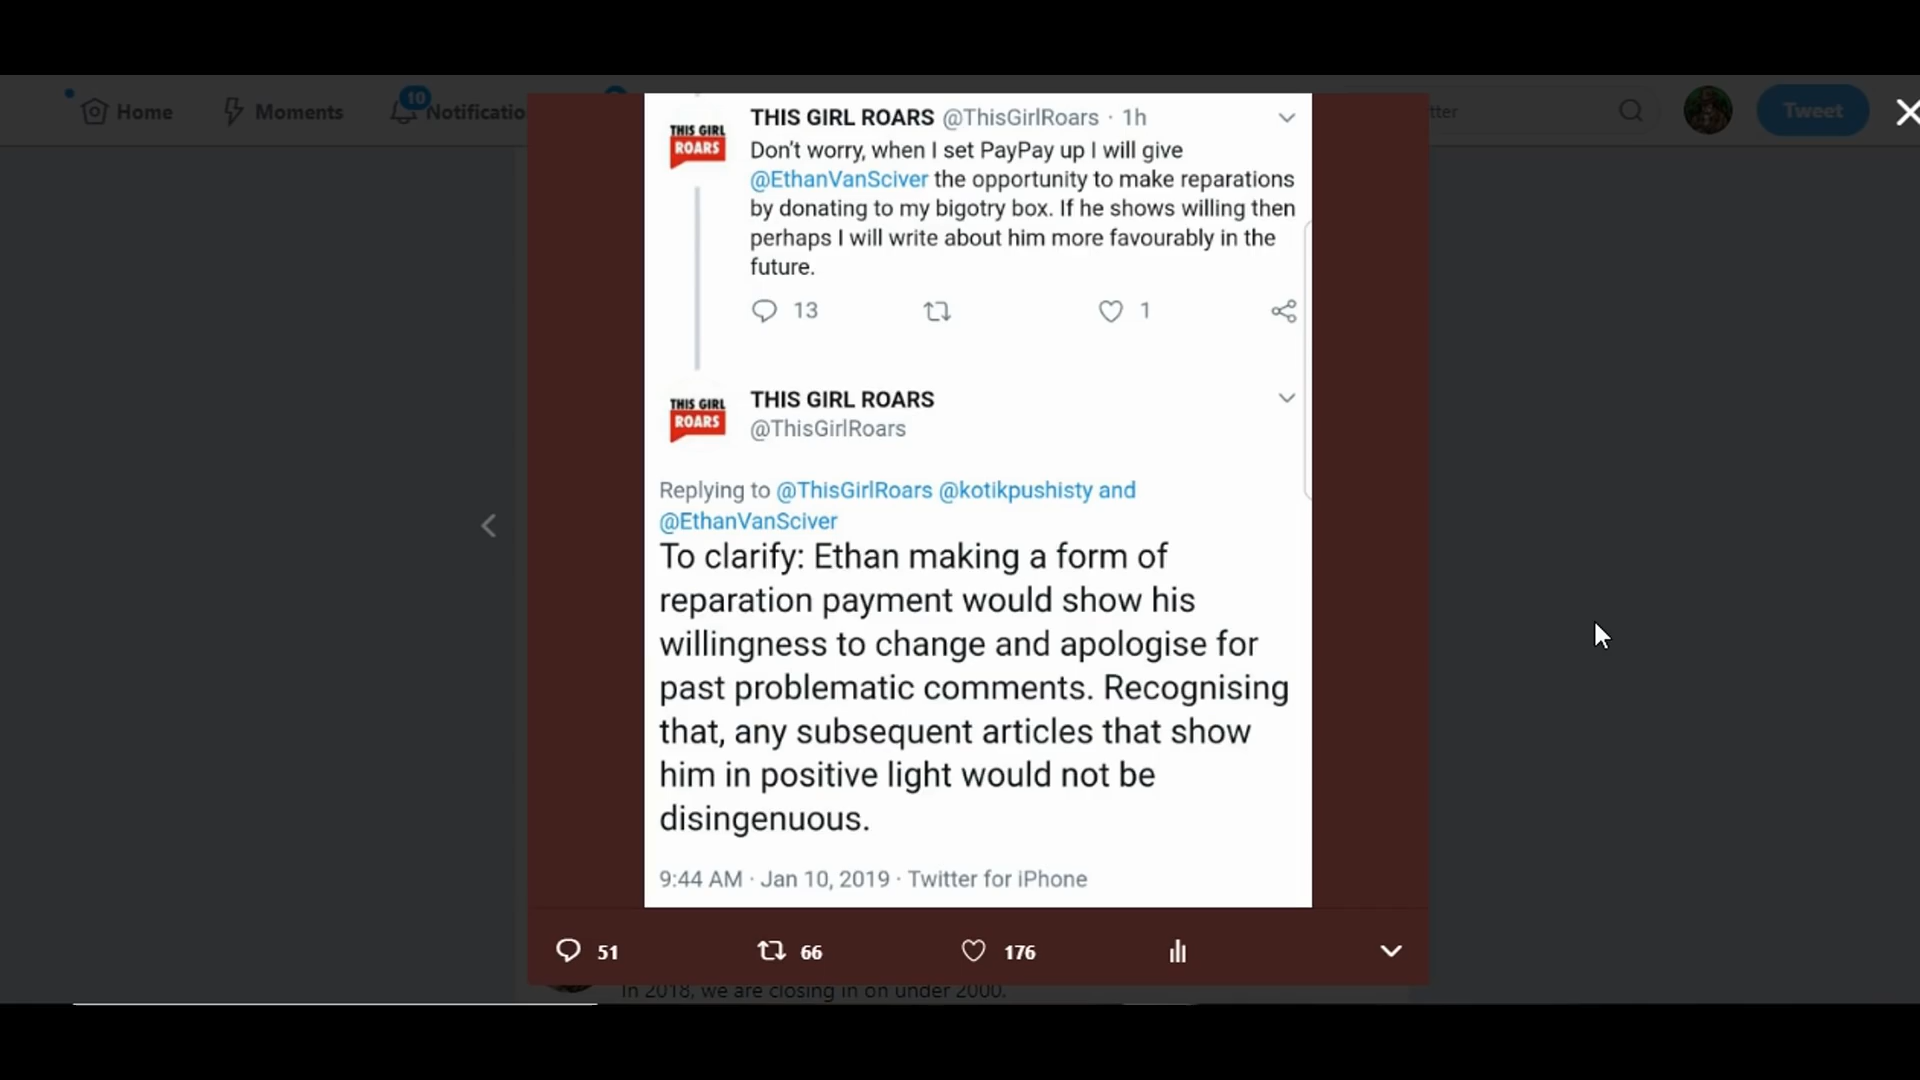 Home
Moments
10
Notificatio
tter
Tweet
THIS GIRL ROARS
THIS GIRL ROARS @ThisGirlRoars · 1h
Don't worry, when I set PayPay up I will give
@EthanVanSciver the opportunity to make reparations
by donating to my bigotry box. If he shows willing then
perhaps I will write about him more favourably in the
future.
13
1
THIS GIRL ROARS
THIS GIRL ROARS
@ThisGirlRoars
Replying to @ThisGirlRoars @kotikpushisty and
@EthanVanSciver
To clarify: Ethan making a form of
reparation payment would show his
willingness to change and apologise for
past problematic comments. Recognising
that, any subsequent articles that show
him in positive light would not be
disingenuous.
9:44 AM · Jan 10, 2019 · Twitter for iPhone
51
66
176
In 2018, we are closing in on under 2000.